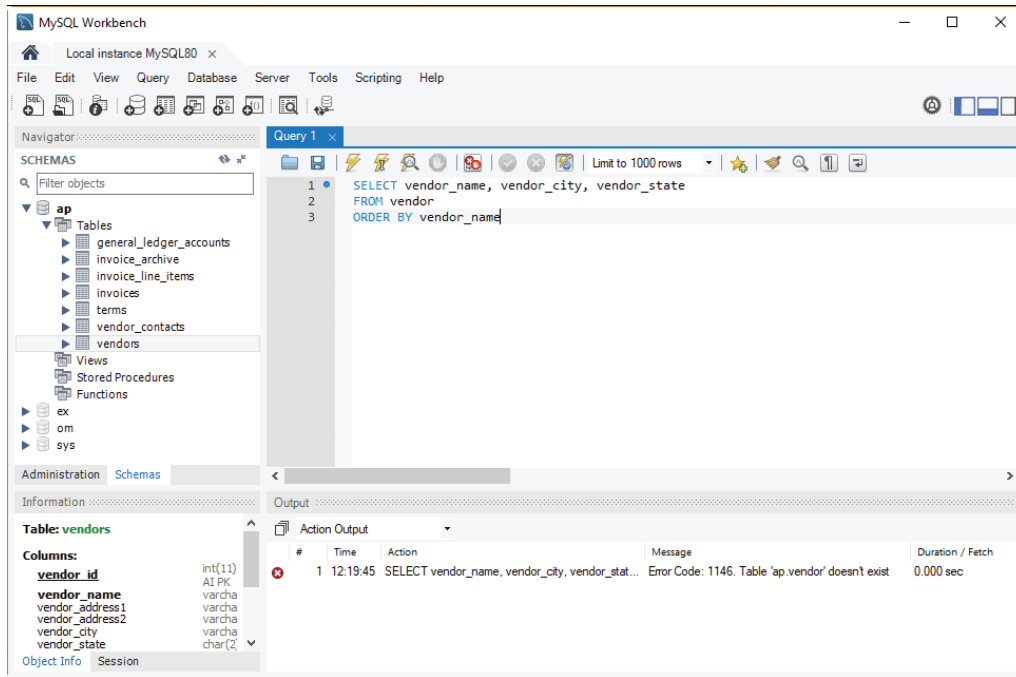 MySQL Workbench
Local instance MySQL80
File Edit View Query Database Server Tools Scripting Help
Navigator
SCHEMAS
Filter objects
ap
Tables
general_ledger_accounts
invoice_archive
invoice_line_items
invoices
terms
vendor_contacts
vendors
Views
Stored Procedures
Functions
ex
om
sys
Administration Schemas
Information
Table: vendors
Columns:
vendor_id int(11)
AI PK
vendor_name varcha
vendor_address1 varcha
vendor_address2 varcha
vendor_city varcha
vendor_state char(2)
Object Info Session
Query 1
Limit to 1000 rows
1 SELECT vendor_name, vendor_city, vendor_state
2 FROM vendor
3 ORDER BY vendor_name
Output
Action Output
# Time Action Message Duration / Fetch
1 12:19:45 SELECT vendor_name, vendor_city, vendor_stat... Error Code: 1146. Table 'ap.vendor' doesn't exist 0.000 sec